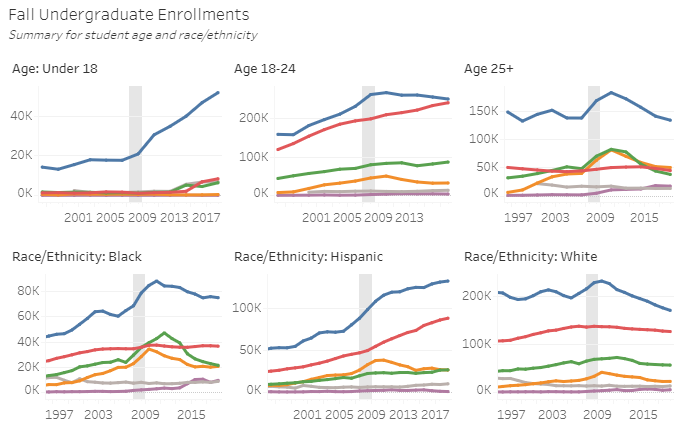 Fall Undergraduate Enrollments
Summary for student age and race/ethnicity
Age: Under 18
Age 18-24
Age 25+
40K
20K
0K
2001 2005 2009 2013 2017
200K
100K
0K
2001 2005 2009 2013
150K
100K
50K
0K
1997 2003 2009 2015
Race/Ethnicity: Black
Race/Ethnicity: Hispanic
Race/Ethnicity: White
80K
60K
40K
20K
0K
1997 2003 2009 2015
100K
50K
0K
2001 2005 2009 2013 2017
200K
100K
0K
1997 2003 2009 2015